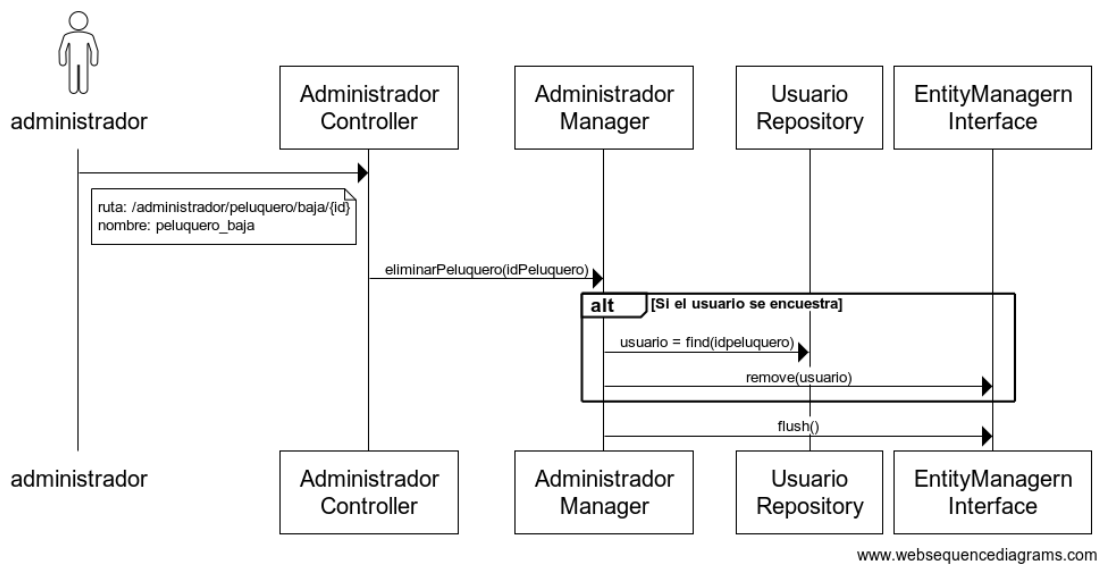 administrador
Administrador
Controller
Administrador
Manager
Usuario
Repository
EntityManagern
Interface
ruta: /administrador/peluquero/baja/{id}
nombre: peluquero_baja
eliminarPeluquero(idPeluquero)
alt
[Si el usuario se encuestra]
usuario = find(idpeluquero)
remove(usuario)
flush()
administrador
Administrador
Controller
Administrador
Manager
Usuario
Repository
EntityManagern
Interface
www.websequencediagrams.com